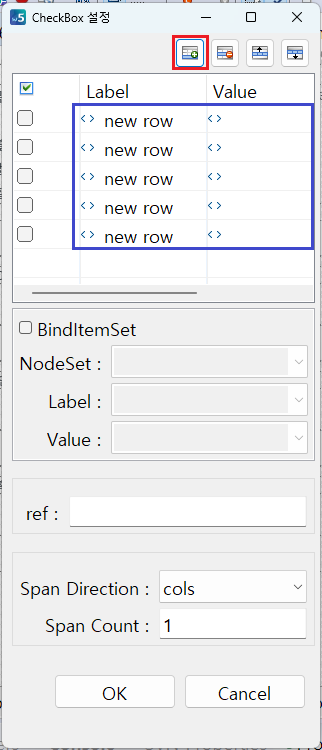 5 CheckBox 설정
Label Value
<> new row <>
<> new row <>
<> new row <>
<> new row <>
<> new row <>
BindItemSet
NodeSet :
Label :
Value :
ref :
Span Direction : cols
Span Count : 1
OK Cancel